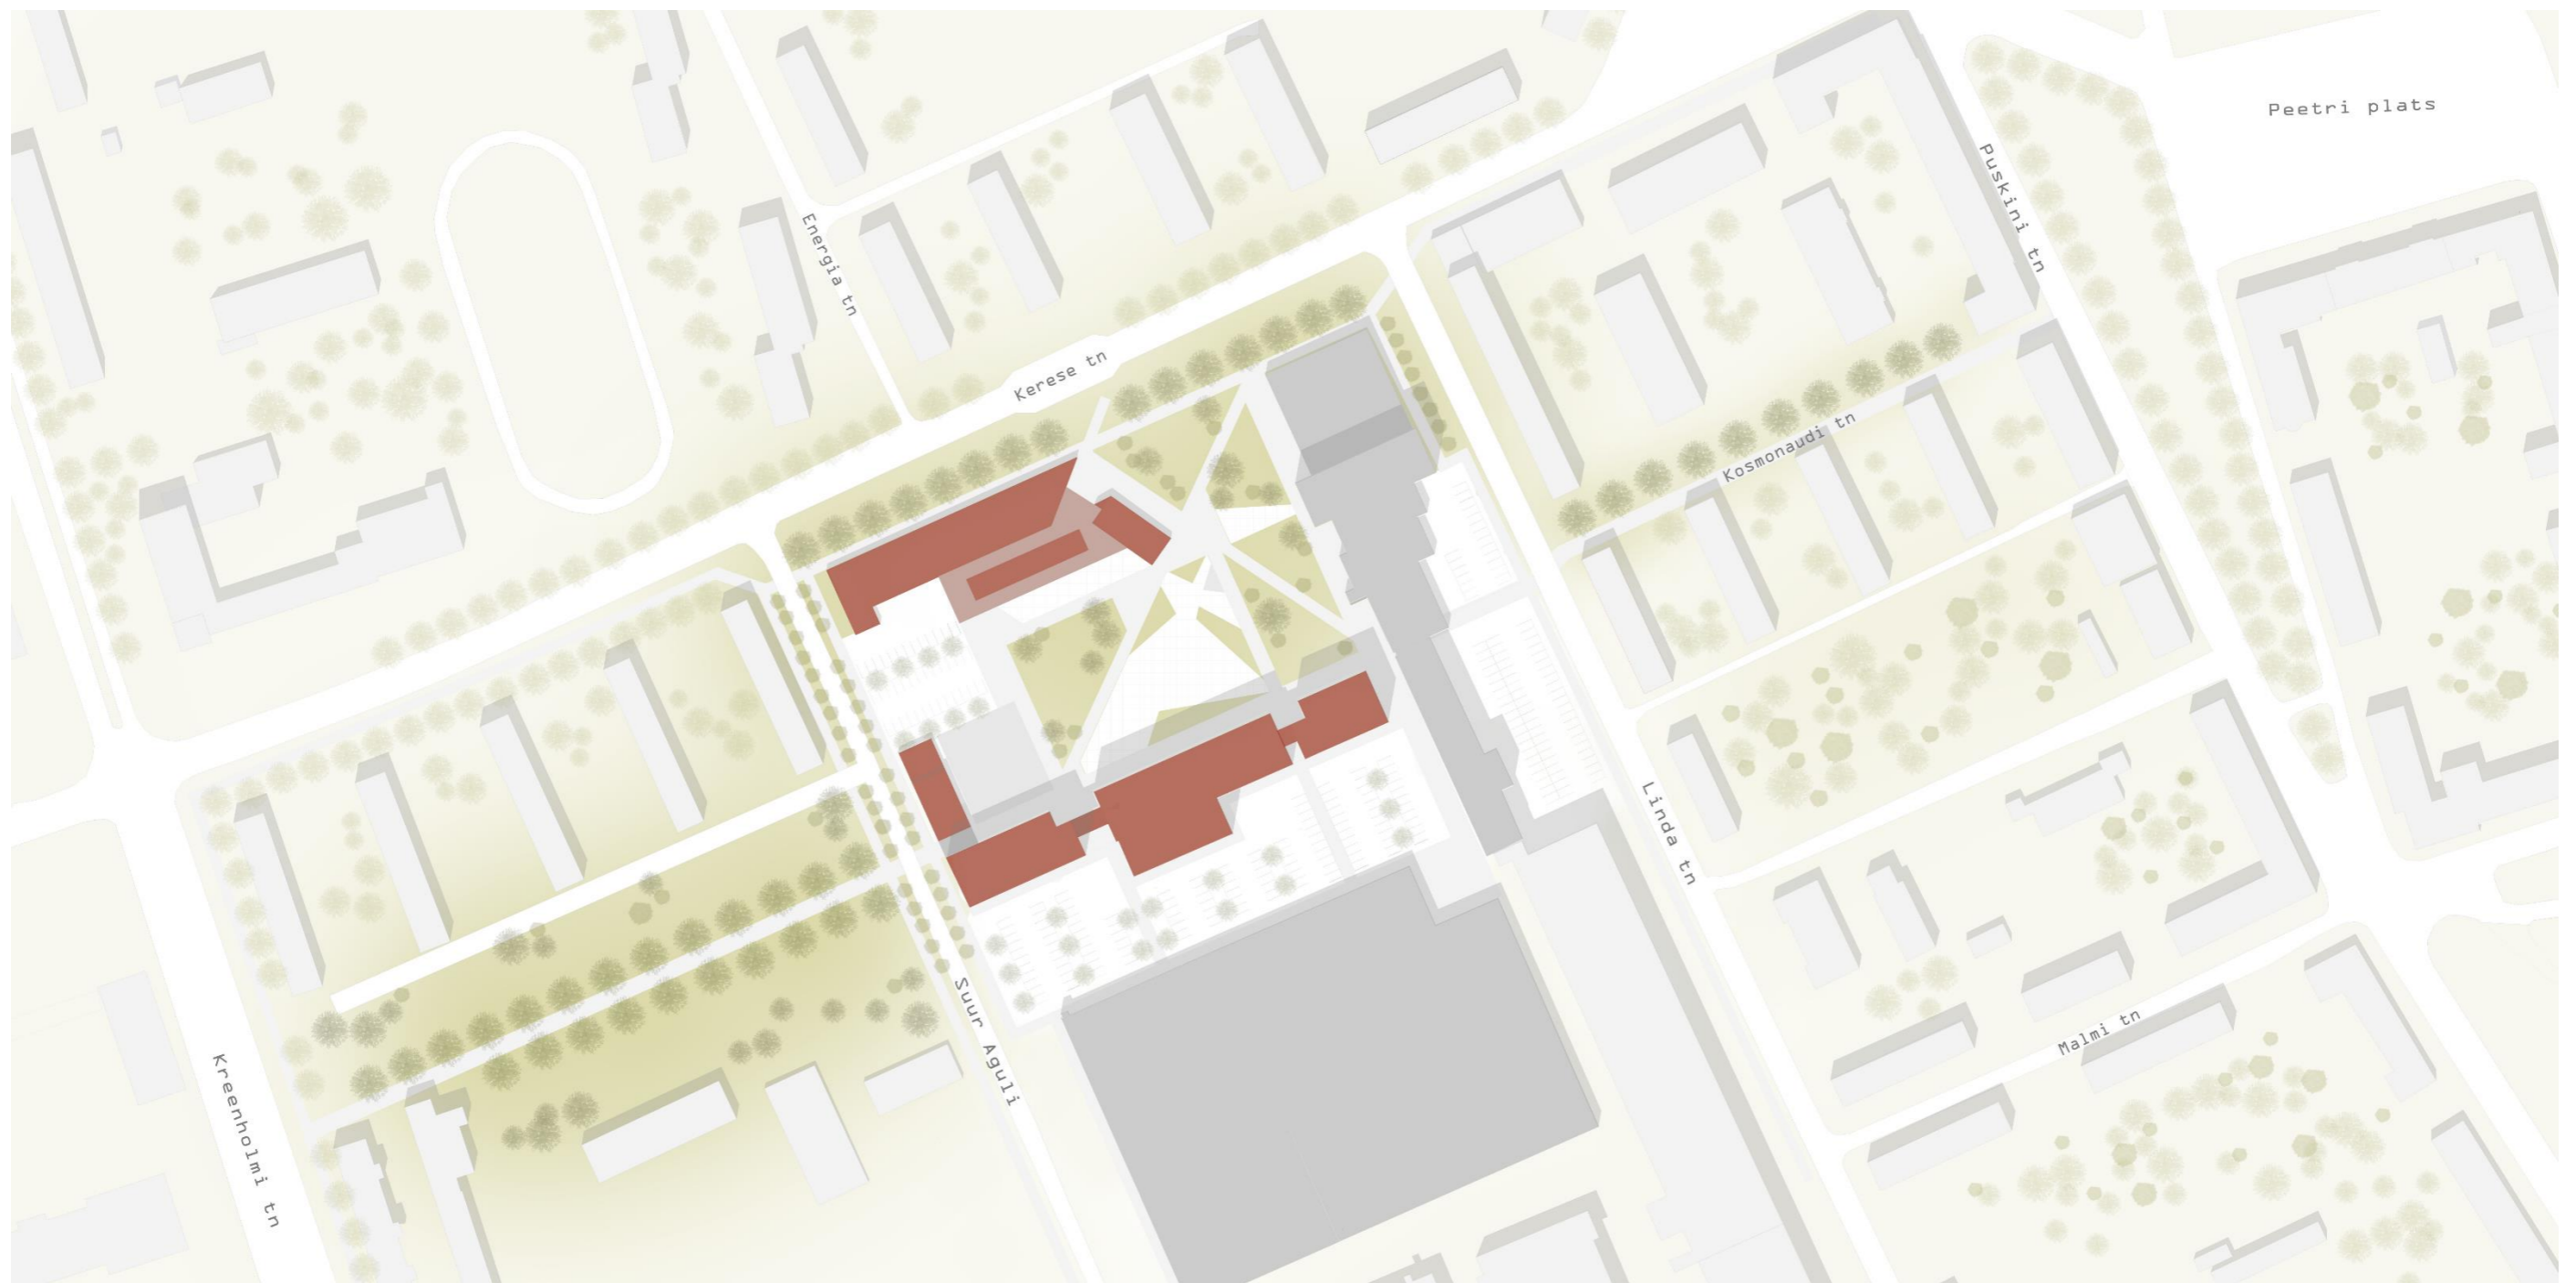 Peetri plats
Puskini tn
Energia tn
Kerese tn
Kosmonaudi tn
Linda tn
Suur Aguli
Malmi tn
Kreenholmi tn